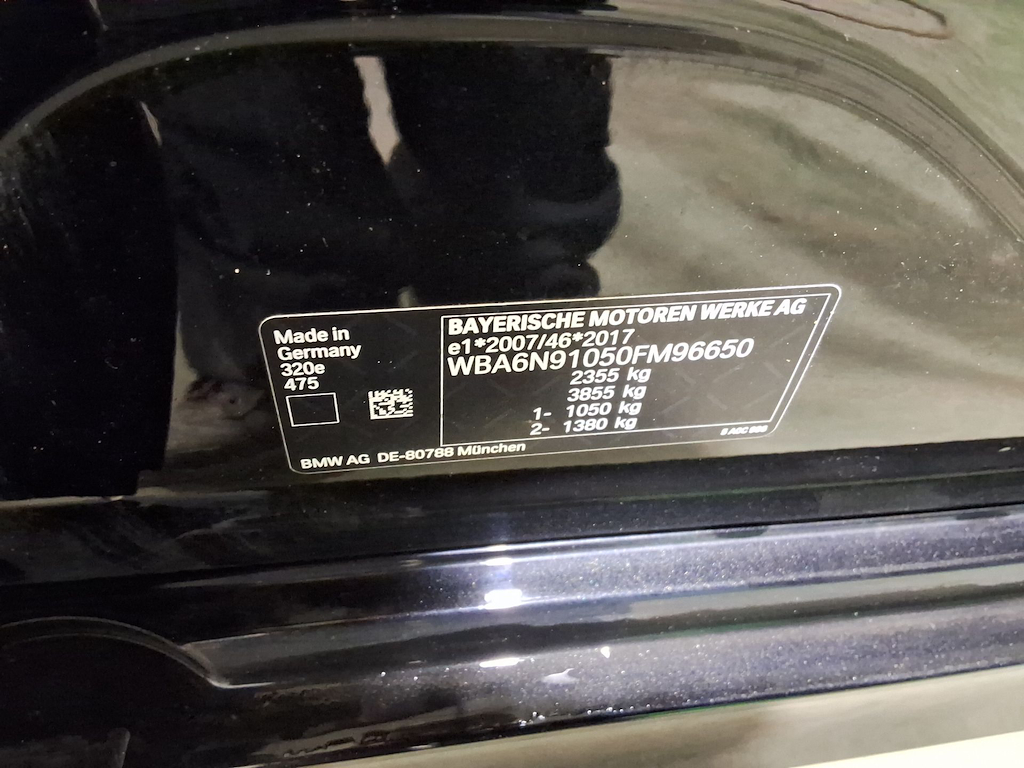 Made in
Germany
320e
475
BAYERISCHE MOTOREN WERKE AG
e1*2007/46*2017
WBA6N91050FM96650
2355 kg
3855 kg
1- 1050 kg
2- 1380 kg
BMW AG DE-80788 München